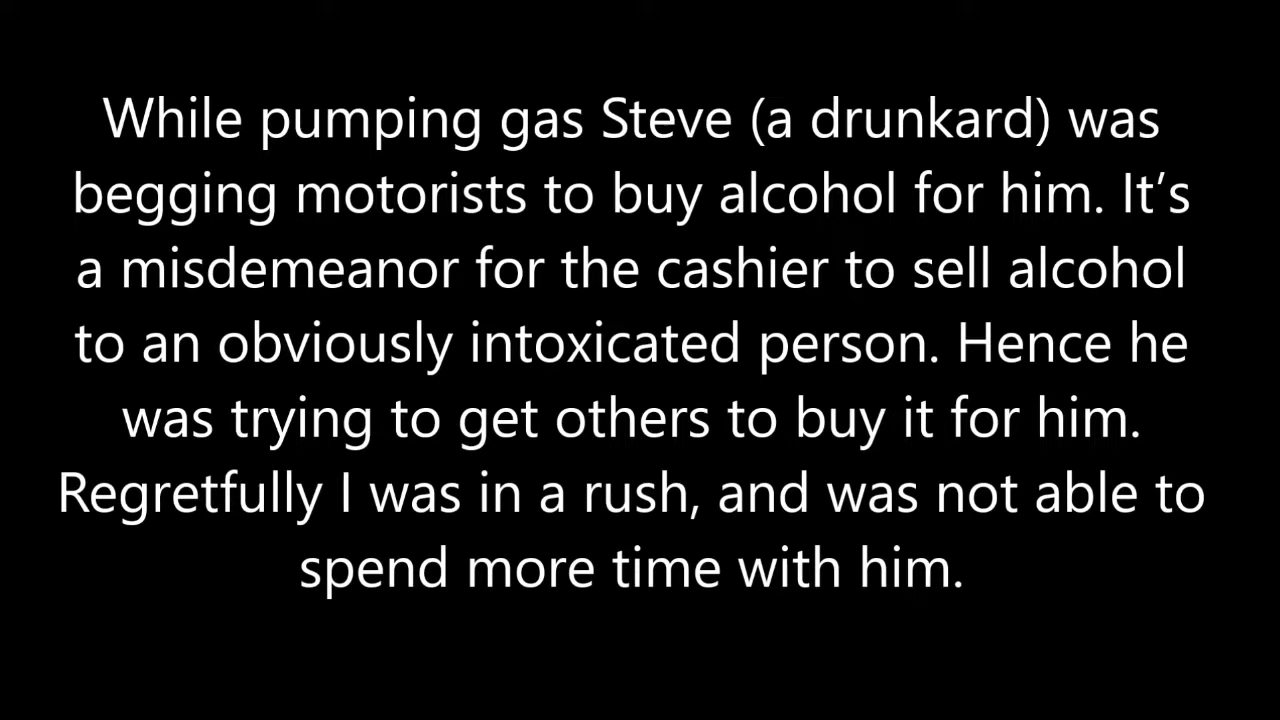 While pumping gas Steve (a drunkard) was
begging motorists to buy alcohol for him. It’s
a misdemeanor for the cashier to sell alcohol
to an obviously intoxicated person. Hence he
was trying to get others to buy it for him.
Regretfully I was in a rush, and was not able to
spend more time with him.